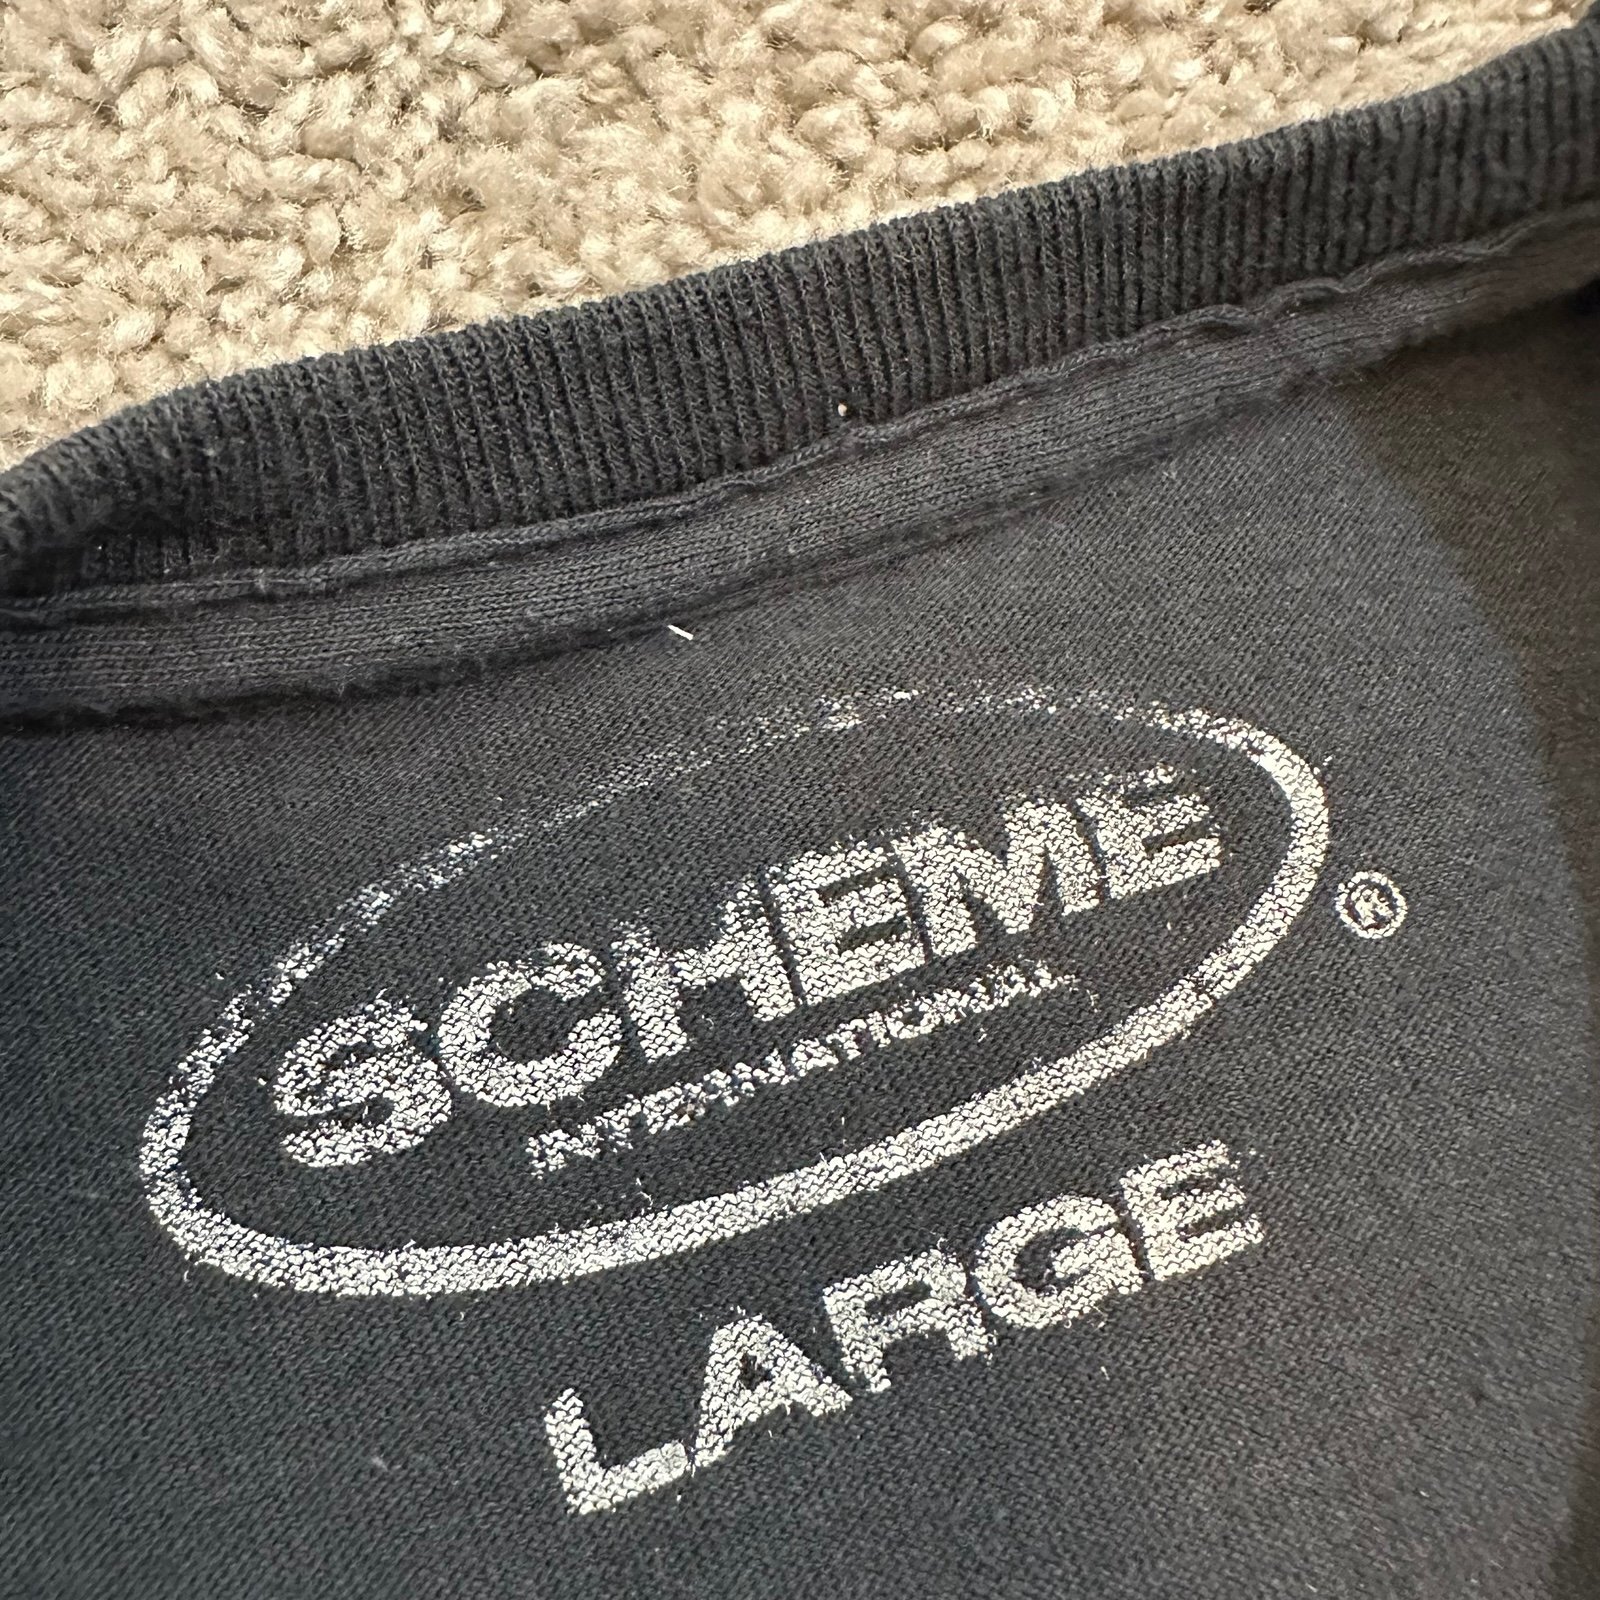 SCHEME
INTERNATIONAL
®
LARGE